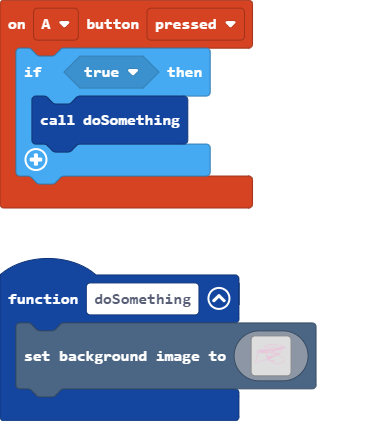 on A button pressed
if true then
call doSomething
function doSomething
set background image to